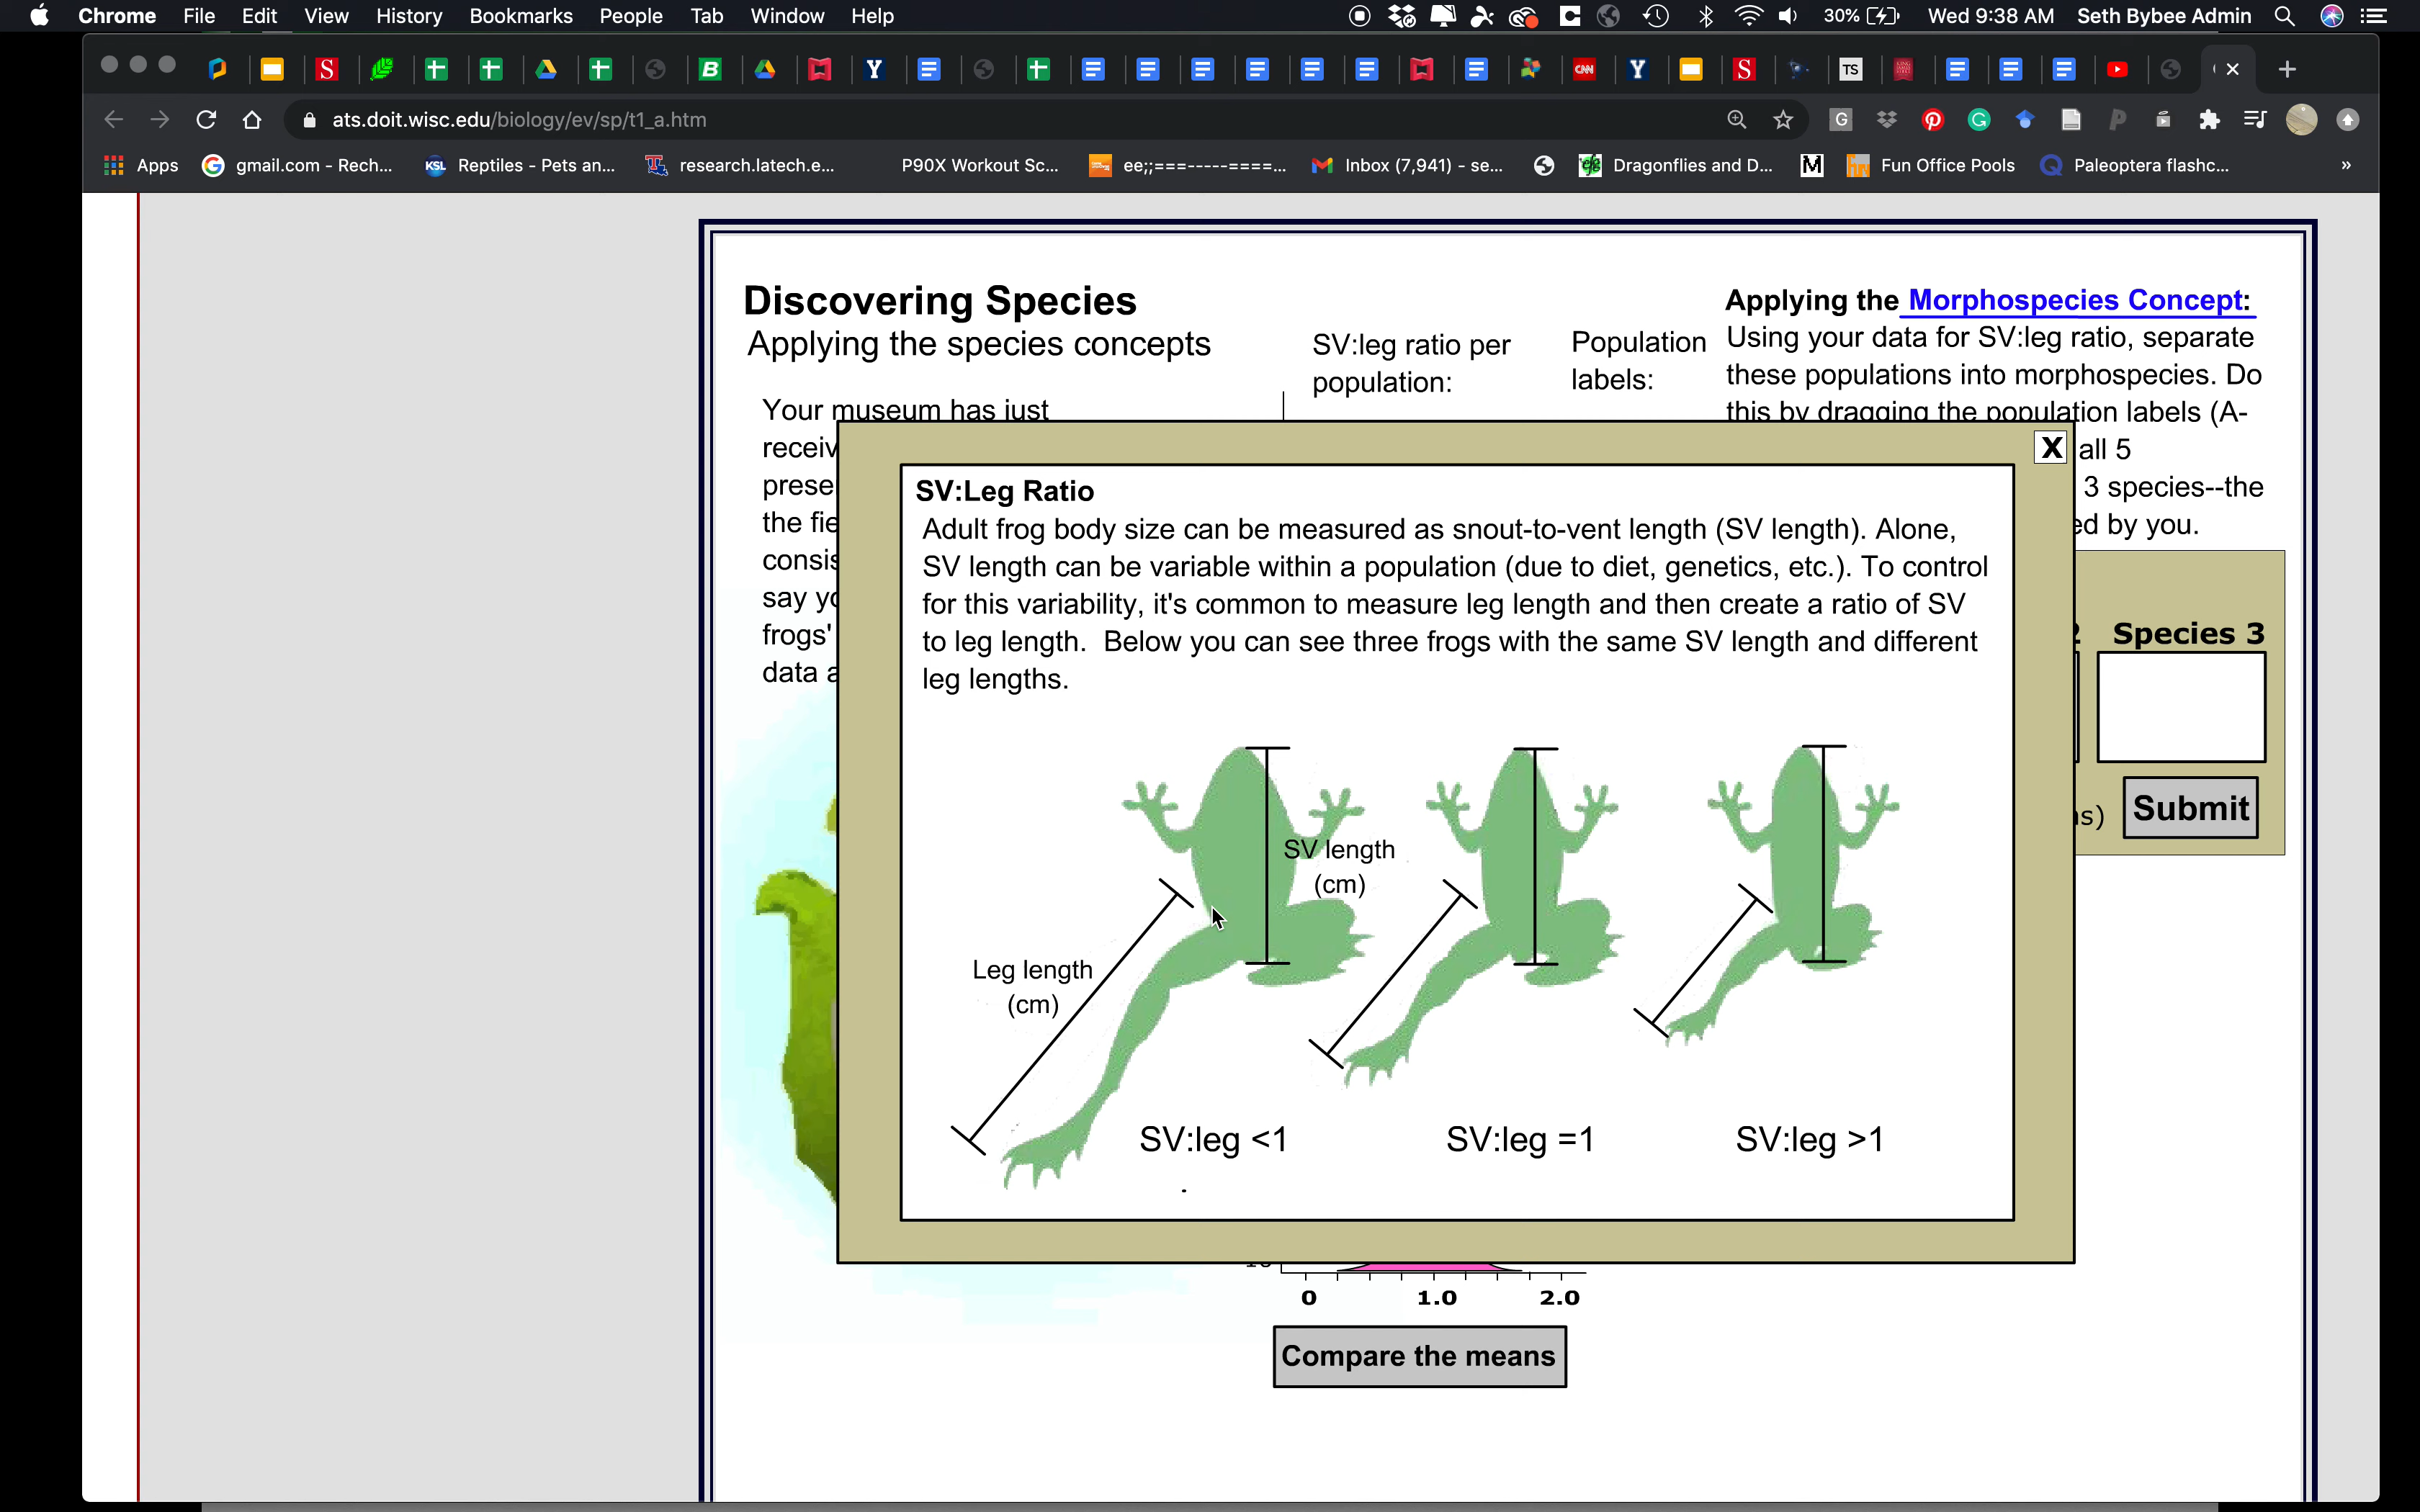 Chrome File Edit View History Bookmarks People Tab Window Help 30% Wed 9:38 AM Seth Bybee Admin
ats.doit.wisc.edu/biology/ev/sp/t1_a.htm
Apps gmail.com - Rech... Reptiles - Pets an... research.latech.e... P90X Workout Sc... ee;;===-----====... Inbox (7,941) - se... Dragonflies and D... Fun Office Pools Paleoptera flashc... »
Discovering Species
Applying the species concepts
SV:leg ratio per
population:
Population
labels:
Applying the Morphospecies Concept:
Using your data for SV:leg ratio, separate
these populations into morphospecies. Do
this by dragging the population labels (A-
all 5
3 species--the
ed by you.
Your museum has just
receiv
prese
the fie
consis
say yo
frogs'
data a
X
SV:Leg Ratio
Adult frog body size can be measured as snout-to-vent length (SV length). Alone,
SV length can be variable within a population (due to diet, genetics, etc.). To control
for this variability, it's common to measure leg length and then create a ratio of SV
to leg length. Below you can see three frogs with the same SV length and different
leg lengths.
SV length
(cm)
Leg length
(cm)
SV:leg <1 SV:leg =1 SV:leg >1
2 Species 3
s) Submit
0 1.0 2.0
Compare the means